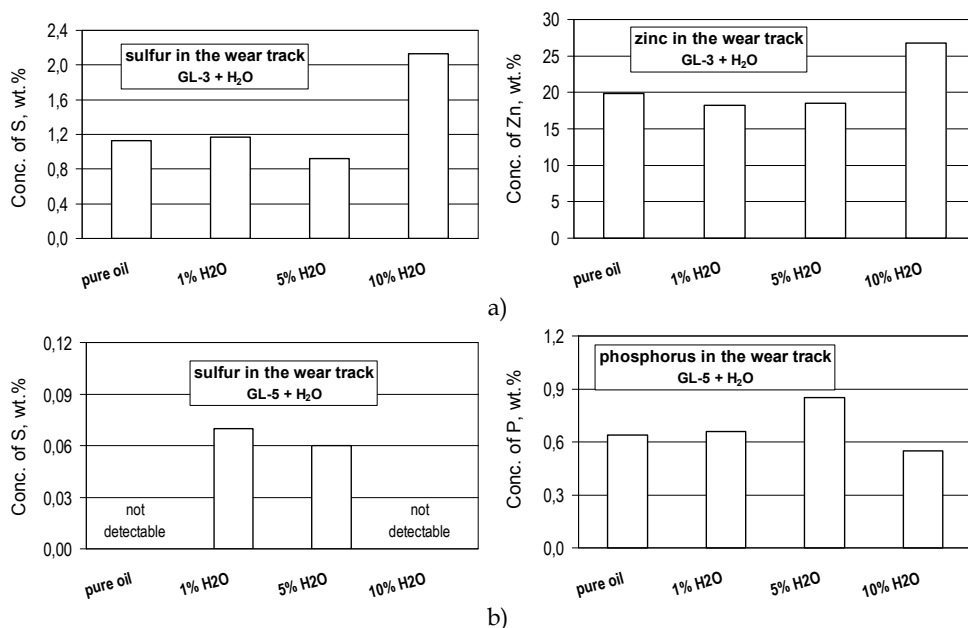 sulfur in the wear track
GL-3 + H₂O
Conc. of S, wt.%
2,4
2,0
1,6
1,2
0,8
0,4
0,0
pure oil
1% H2O
5% H2O
10% H2O
zinc in the wear track
GL-3 + H₂O
Conc. of Zn, wt.%
30
25
20
15
10
5
0
pure oil
1% H2O
5% H2O
10% H2O
a)
sulfur in the wear track
GL-5 + H₂O
Conc. of S, wt.%
0,12
0,09
0,06
0,03
0,00
not
detectable
not
detectable
pure oil
1% H2O
5% H2O
10% H2O
phosphorus in the wear track
GL-5 + H₂O
Conc. of P, wt.%
1,2
0,9
0,6
0,3
0,0
pure oil
1% H2O
5% H2O
10% H2O
b)